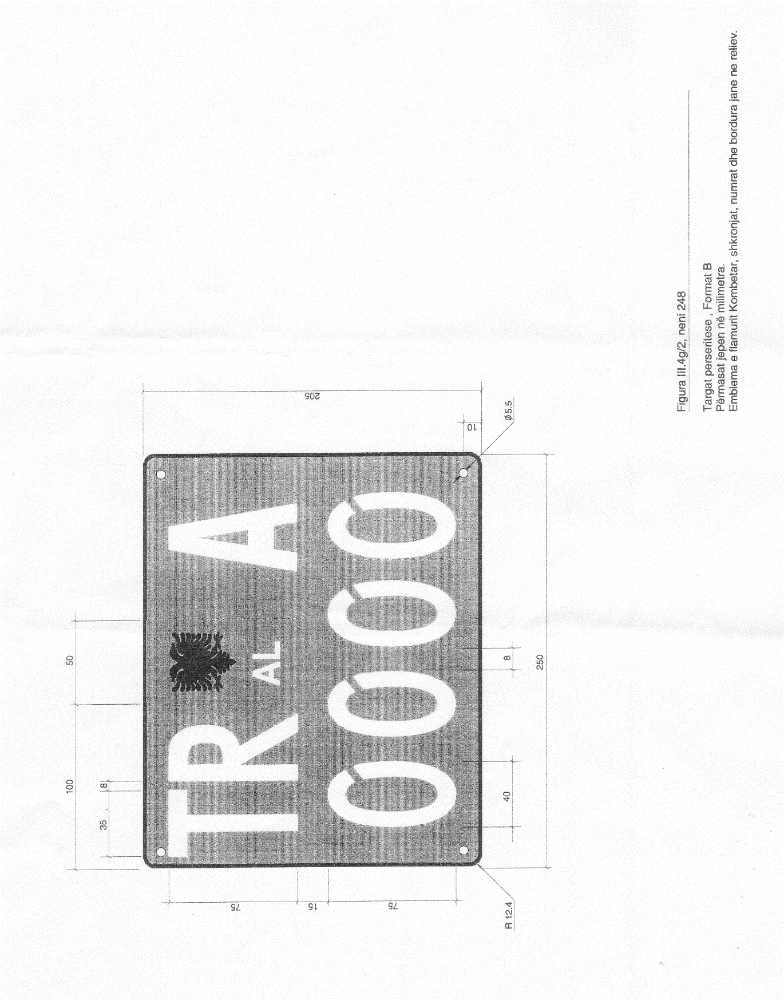 100
50
35
8
TR A
AL
0000
75
15
75
205
10
Ø 5.5
R 12.4
40
8
250
Figura III.4g/2, neni 248
Targat perseritese , Format B
Përmasat jepen në milimetra.
Emblema e flamurit Kombetar, shkronjat, numrat dhe bordura jane ne reliev.